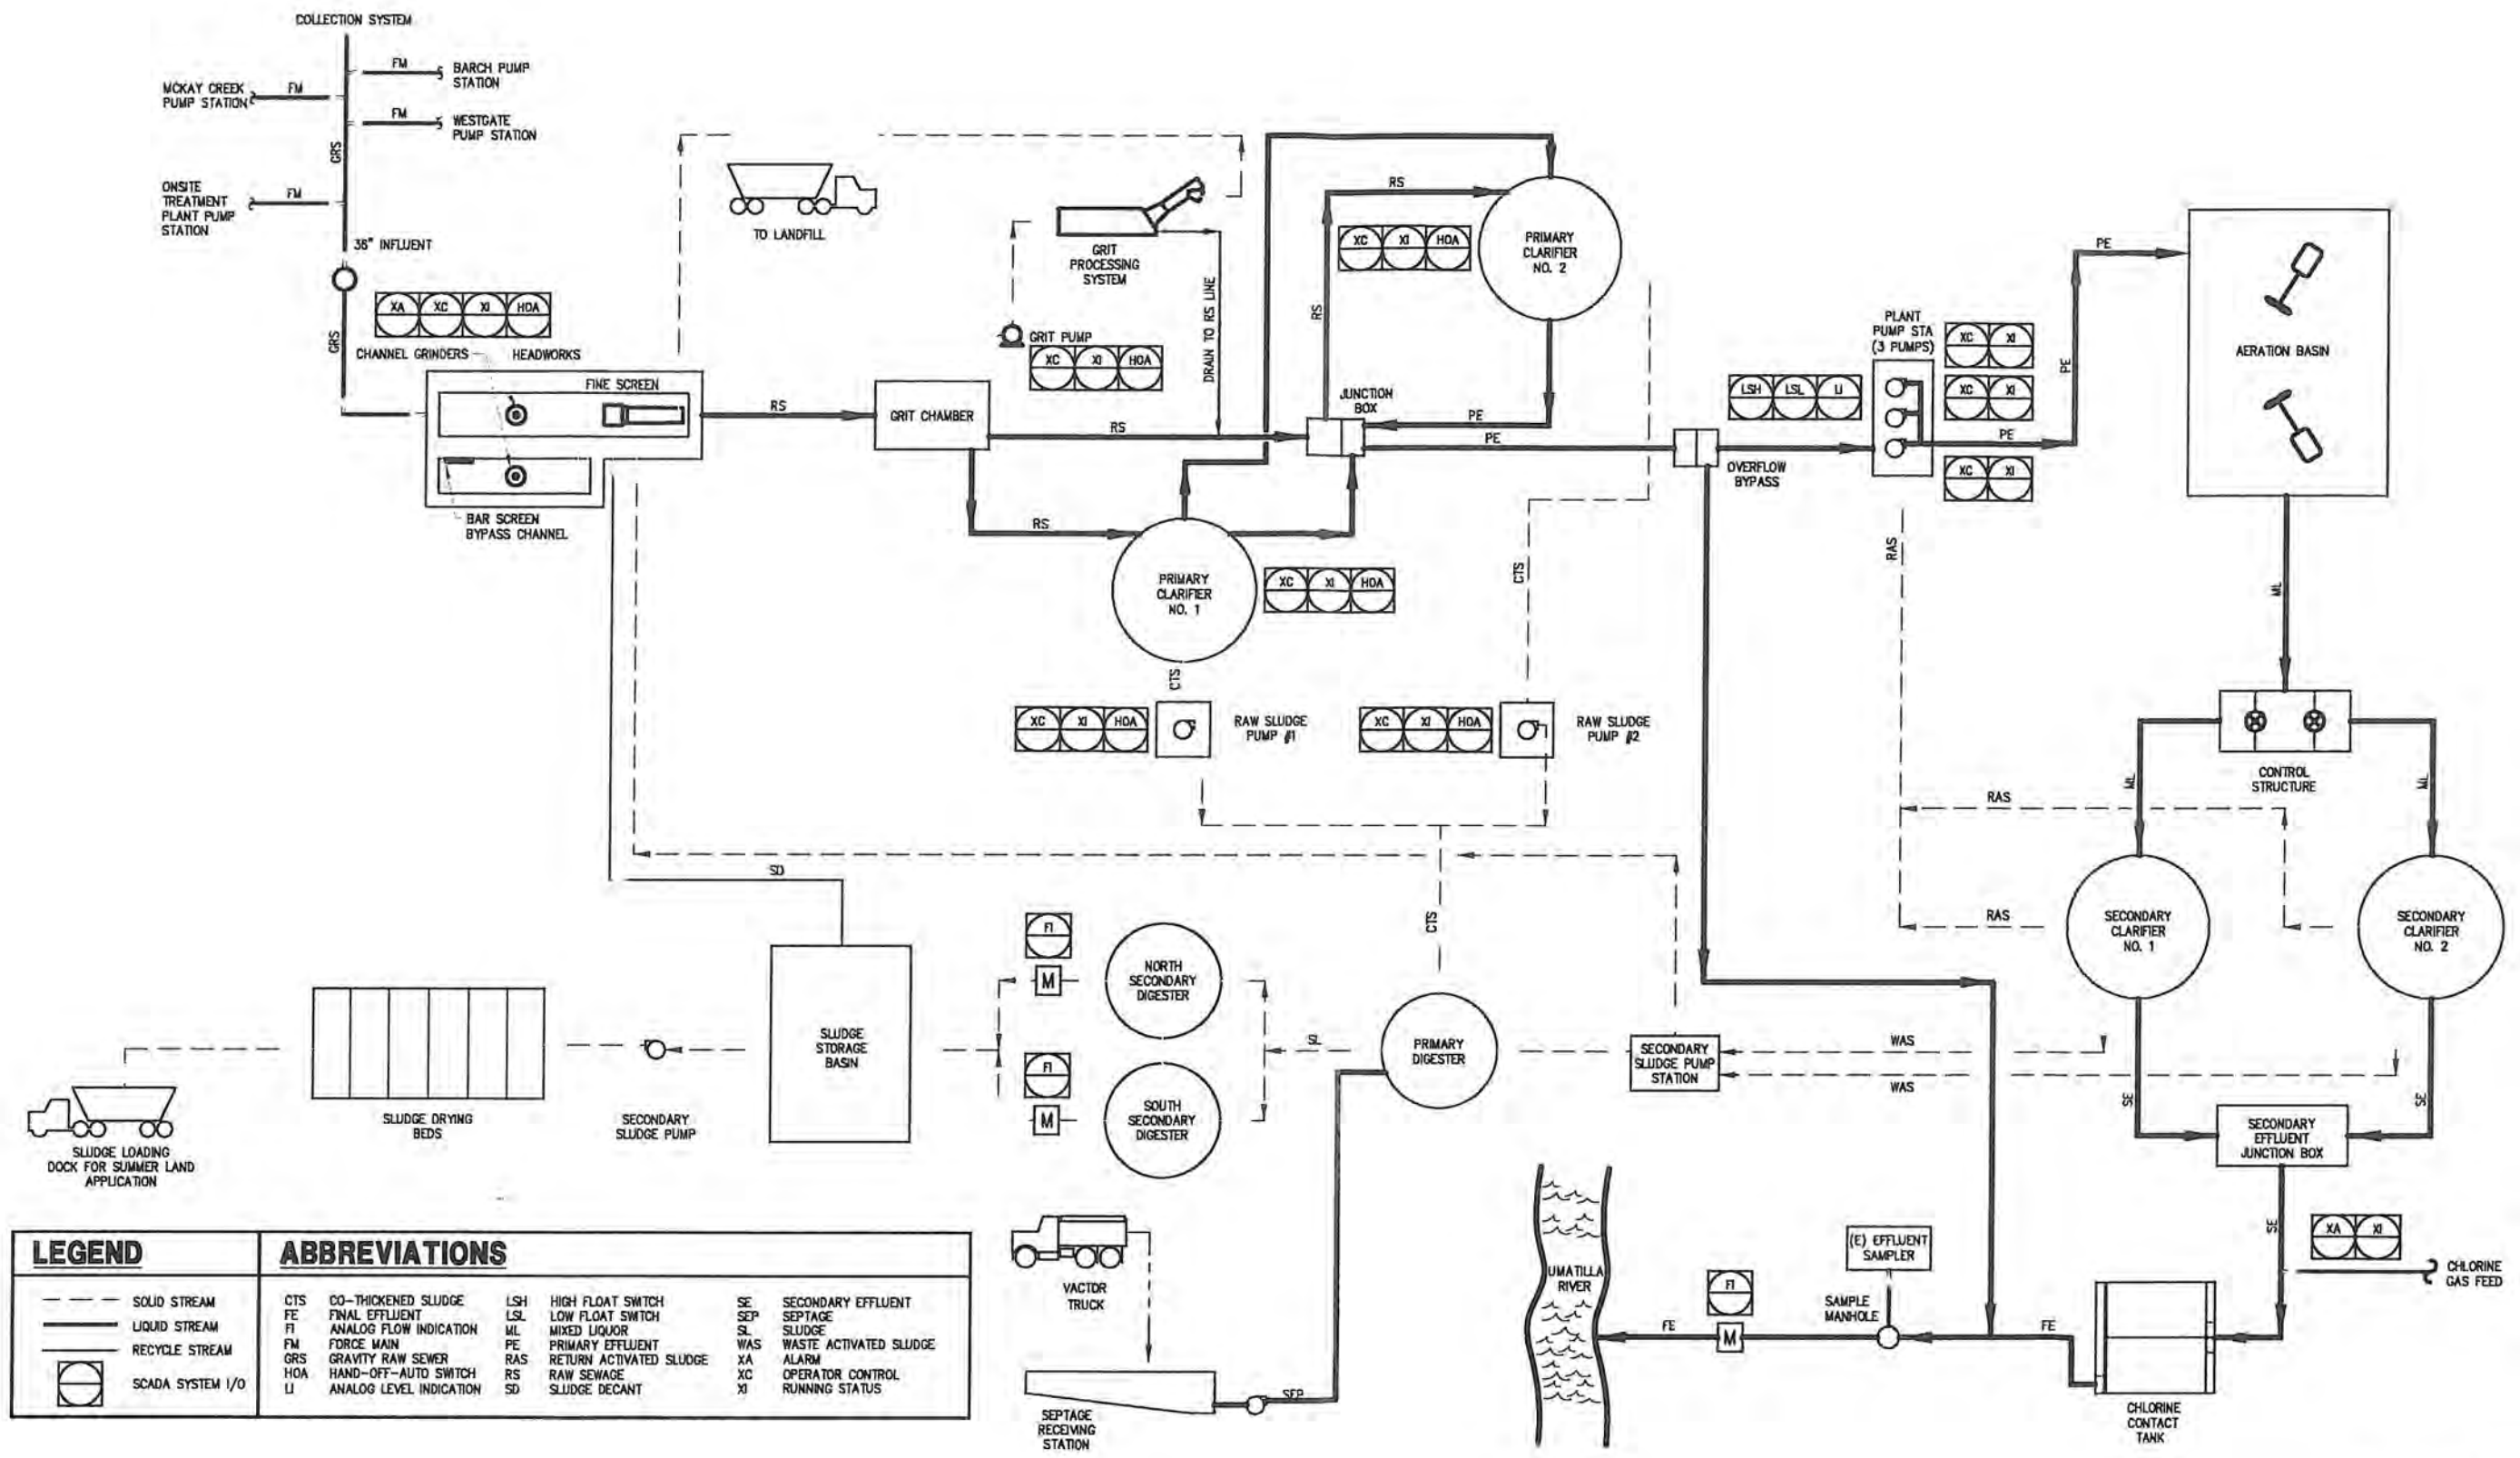 COLLECTION SYSTEM
FM
BARCH PUMP
STATION
MCKAY CREEK
PUMP STATION
FM
FM
WESTGATE
PUMP STATION
GRS
ONSITE
TREATMENT
PLANT PUMP
STATION
FM
36" INFLUENT
GRS
XA XC XI HOA
CHANNEL GRINDERS
HEADWORKS
FINE SCREEN
BAR SCREEN
BYPASS CHANNEL
TO LANDFILL
GRIT
PROCESSING
SYSTEM
GRIT PUMP
XC XI HOA
DRAIN TO RS LINE
RS
GRIT CHAMBER
RS
RS
JUNCTION
BOX
RS
RS
XC XI HOA
PRIMARY
CLARIFIER
NO. 2
PE
PE
PRIMARY
CLARIFIER
NO. 1
XC XI HOA
CTS
CTS
XC XI HOA
RAW SLUDGE
PUMP #1
XC XI HOA
RAW SLUDGE
PUMP #2
OVERFLOW
BYPASS
LSH LSL LI
PLANT
PUMP STA
(3 PUMPS)
XC XI
XC XI
XC XI
PE
PE
PE
AERATION BASIN
RAS
ML
CONTROL
STRUCTURE
ML
ML
RAS
RAS
SECONDARY
CLARIFIER
NO. 1
SECONDARY
CLARIFIER
NO. 2
SD
CTS
FI
M
NORTH
SECONDARY
DIGESTER
FI
M
SOUTH
SECONDARY
DIGESTER
SL
PRIMARY
DIGESTER
SECONDARY
SLUDGE PUMP
STATION
WAS
WAS
SE
SE
SECONDARY
EFFLUENT
JUNCTION BOX
SLUDGE
STORAGE
BASIN
SECONDARY
SLUDGE PUMP
SLUDGE DRYING
BEDS
SLUDGE LOADING
DOCK FOR SUMMER LAND
APPLICATION
VACTOR
TRUCK
SEPTAGE
RECEIVING
STATION
SEP
UMATILLA
RIVER
FE
FI
M
(E) EFFLUENT
SAMPLER
SAMPLE
MANHOLE
FE
SE
XA XI
CHLORINE
GAS FEED
CHLORINE
CONTACT
TANK
LEGEND
SOLID STREAM
LIQUID STREAM
RECYCLE STREAM
SCADA SYSTEM I/O
ABBREVIATIONS
CTS CO-THICKENED SLUDGE
FE FINAL EFFLUENT
FI ANALOG FLOW INDICATION
FM FORCE MAIN
GRS GRAVITY RAW SEWER
HOA HAND-OFF-AUTO SWITCH
LI ANALOG LEVEL INDICATION
LSH HIGH FLOAT SWITCH
LSL LOW FLOAT SWITCH
ML MIXED LIQUOR
PE PRIMARY EFFLUENT
RAS RETURN ACTIVATED SLUDGE
RS RAW SEWAGE
SD SLUDGE DECANT
SE SECONDARY EFFLUENT
SEP SEPTAGE
SL SLUDGE
WAS WASTE ACTIVATED SLUDGE
XA ALARM
XC OPERATOR CONTROL
XI RUNNING STATUS